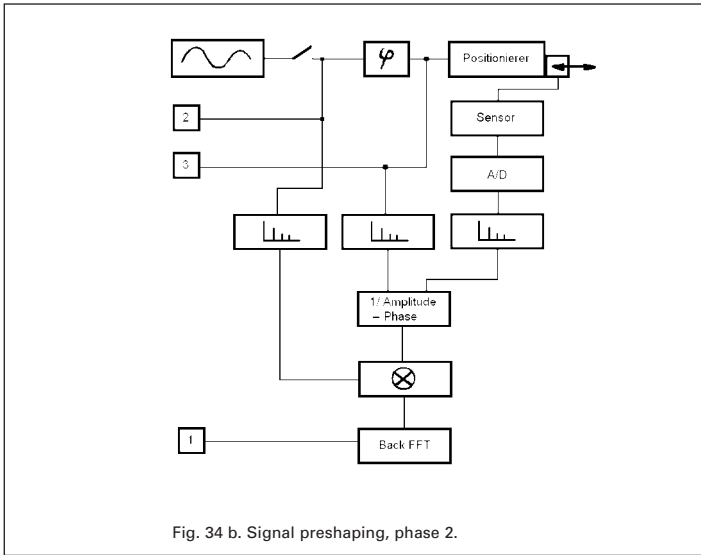 φ
Positionierer
2
Sensor
3
A/D
1/ Amplitude
– Phase
1
Back FFT
Fig. 34 b. Signal preshaping, phase 2.